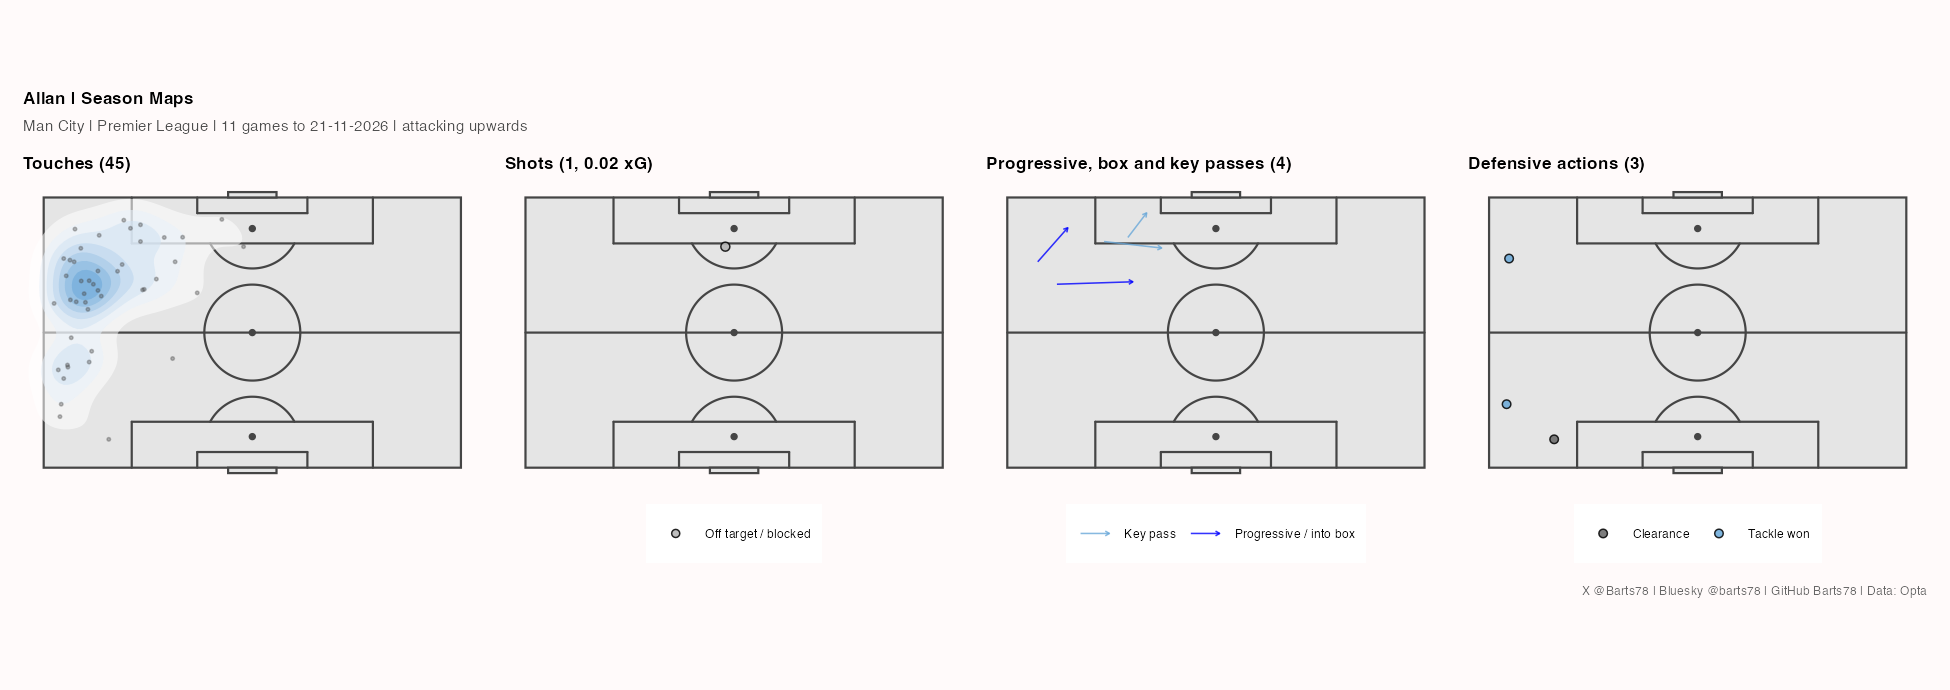 Allan | Season Maps
Man City | Premier League | 11 games to 21-11-2026 | attacking upwards
Touches (45)
Shots (1, 0.02 xG)
Progressive, box and key passes (4)
Defensive actions (3)
Off target / blocked
Key pass
Progressive / into box
Clearance
Tackle won
X @Barts78 | Bluesky @barts78 | GitHub Barts78 | Data: Opta